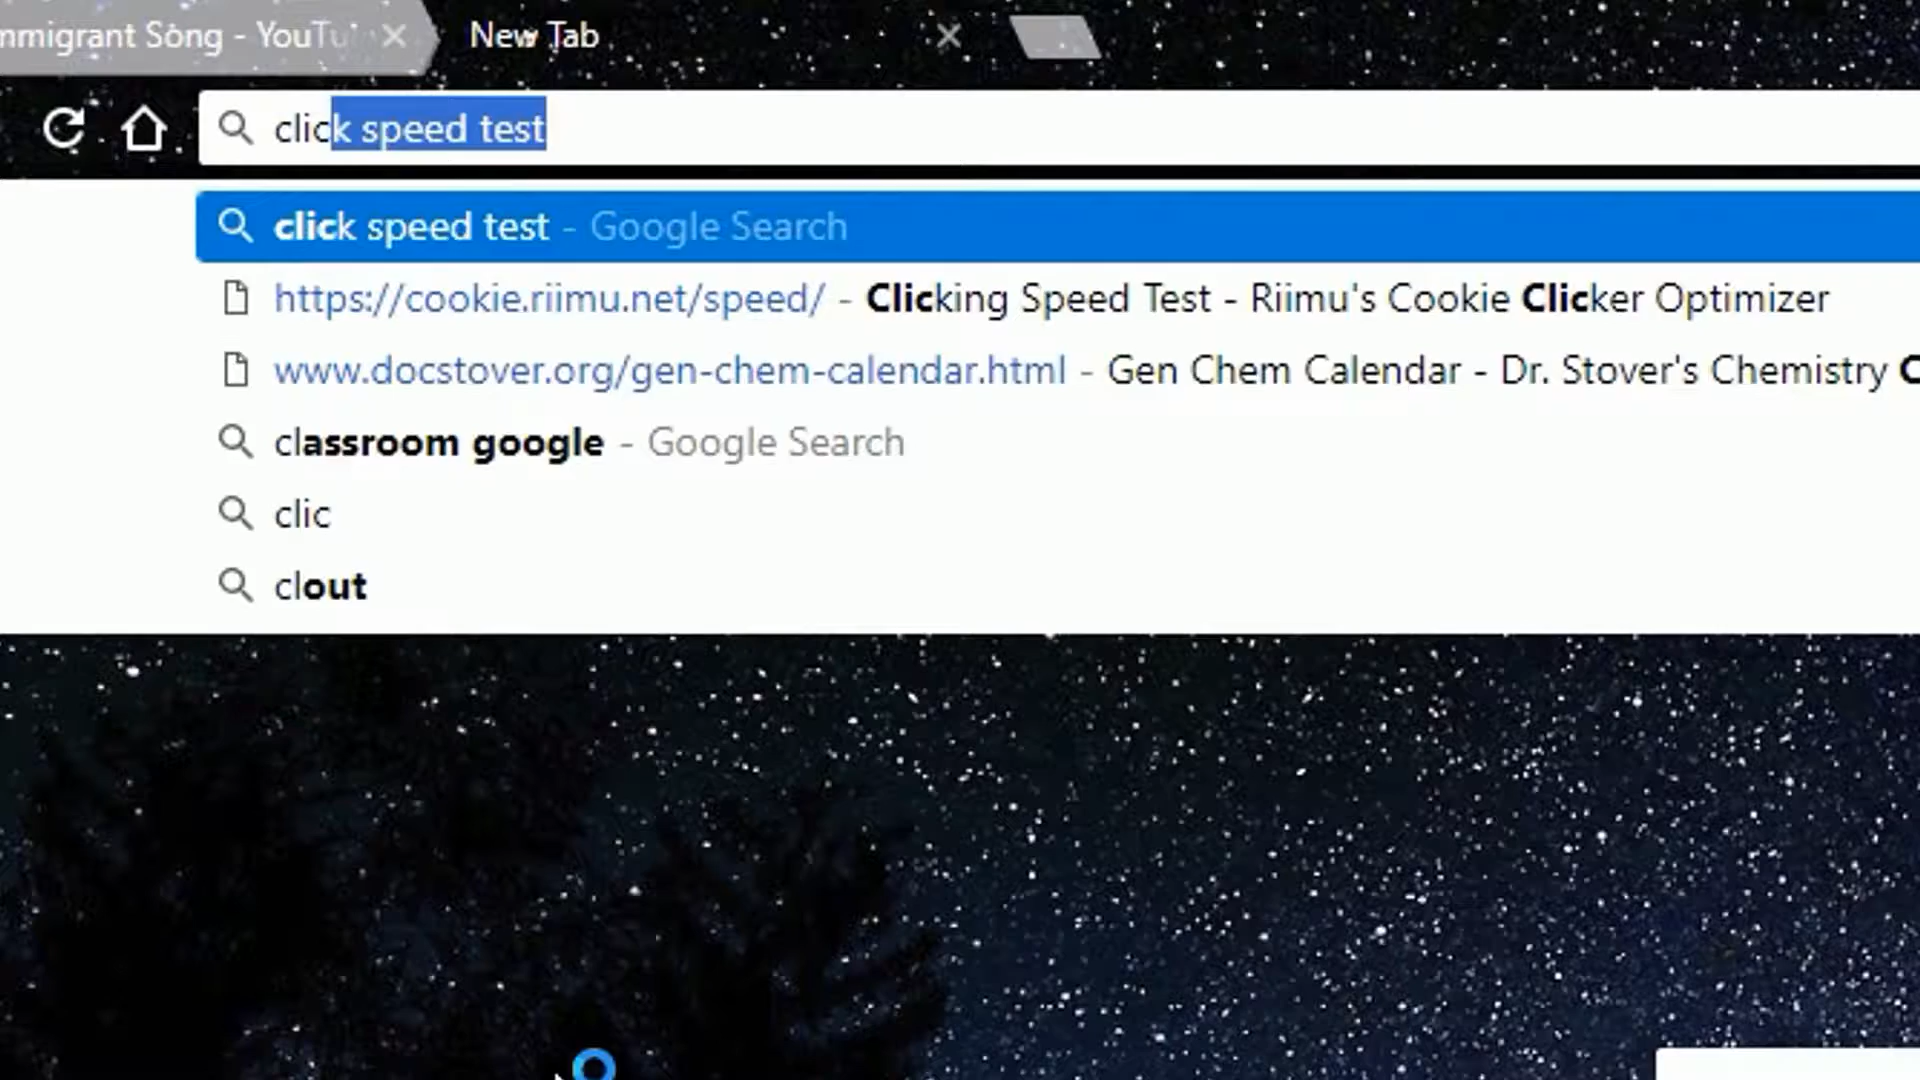 mmigrant Song - YouTu
New Tab
click speed test
click speed test - Google Search
https://cookie.riimu.net/speed/ - Clicking Speed Test - Riimu's Cookie Clicker Optimizer
www.docstover.org/gen-chem-calendar.html - Gen Chem Calendar - Dr. Stover's Chemistry C
classroom google - Google Search
clic
clout